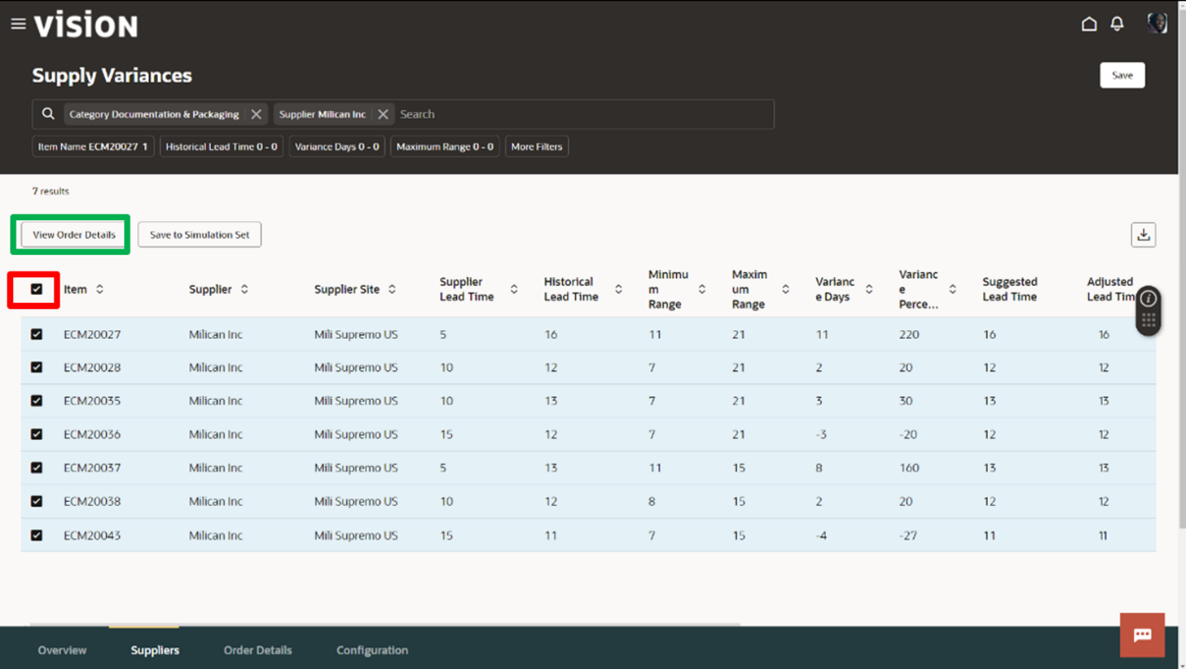 vision
Supply Variances
Save
Category Documentation & Packaging Supplier Milican Inc Search
Item Name ECM20027 1 Historical Lead Time 0 - 0 Variance Days 0 - 0 Maximum Range 0 - 0 More Filters
7 results
View Order Details Save to Simulation Set
Item Supplier Supplier Site Supplier Lead Time Historical Lead Time Minimu m Range Maxim um Range Varianc e Days Varianc e Perce... Suggested Lead Time Adjusted Lead Tim
ECM20027 Milican Inc Mili Supremo US 5 16 11 21 11 220 16 16
ECM20028 Milican Inc Mili Supremo US 10 12 7 21 2 20 12 12
ECM20035 Milican Inc Mili Supremo US 10 13 7 21 3 30 13 13
ECM20036 Milican Inc Mili Supremo US 15 12 7 21 -3 -20 12 12
ECM20037 Milican Inc Mili Supremo US 5 13 11 15 8 160 13 13
ECM20038 Milican Inc Mili Supremo US 10 12 8 15 2 20 12 12
ECM20043 Milican Inc Mili Supremo US 15 11 7 15 -4 -27 11 11
Overview Suppliers Order Details Configuration